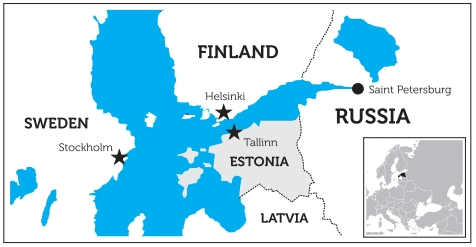 FINLAND
Helsinki
Saint Petersburg
RUSSIA
SWEDEN
Stockholm
Tallinn
ESTONIA
LATVIA